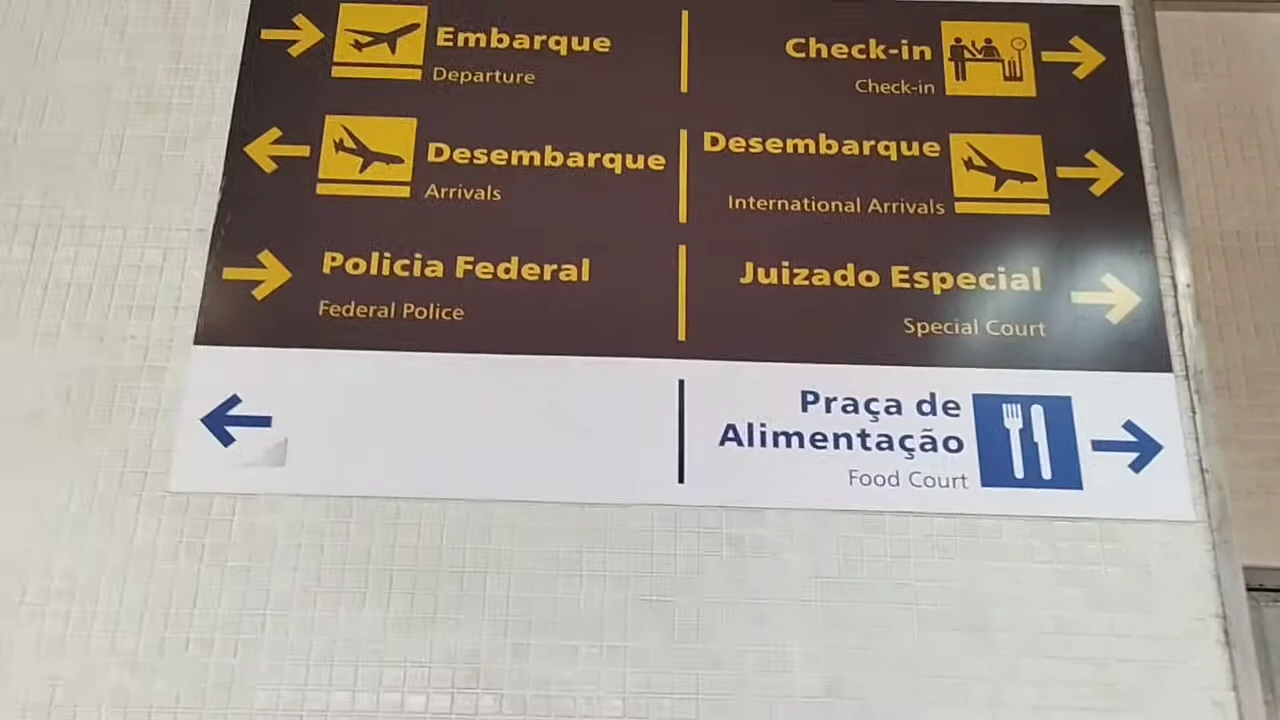 Embarque
Departure
Check-in
Check-in
Desembarque
Arrivals
Desembarque
International Arrivals
Policia Federal
Federal Police
Juizado Especial
Special Court
Praça de
Alimentação
Food Court